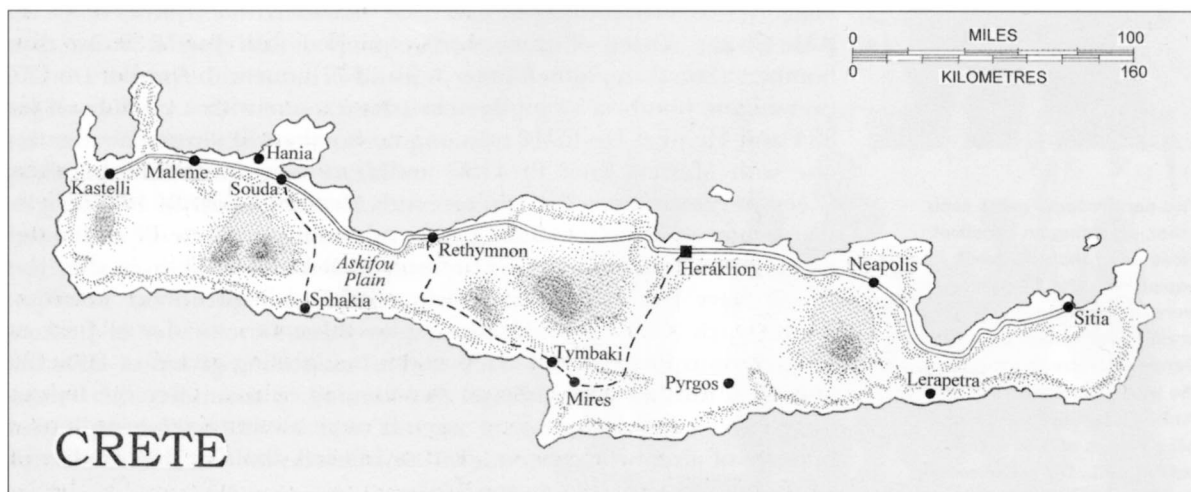 MILES
0 100
0 160
KILOMETRES
Hania
Maleme
Kastelli
Souda
Rethymnon
Askifou
Plain
Heráklion
Neapolis
Sphakia
Sitia
Tymbaki
Mires
Pyrgos
Lerapetra
CRETE